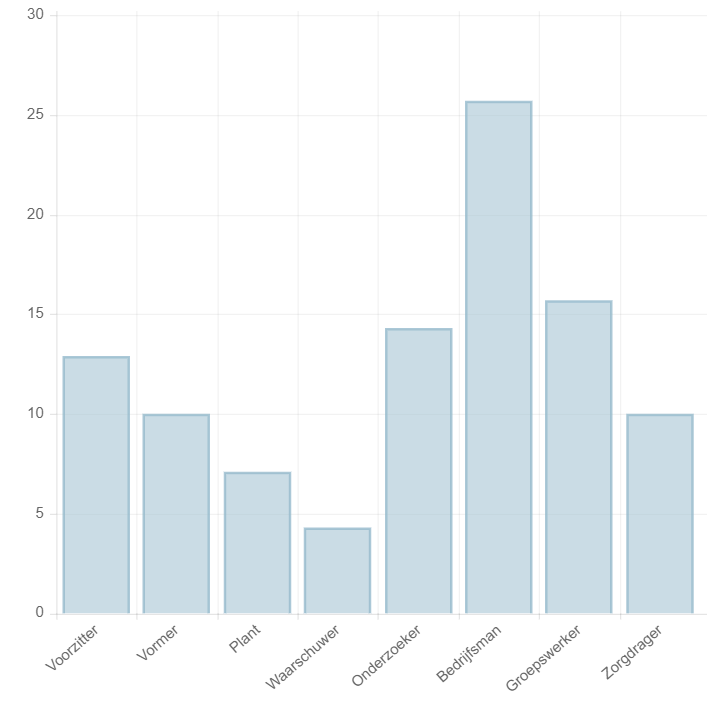 30
25
20
15
10
5
0
Voorzitter
Vormer
Plant
Waarschuwer
Onderzoeker
Bedrijfsman
Groepswerker
Zorgdrager